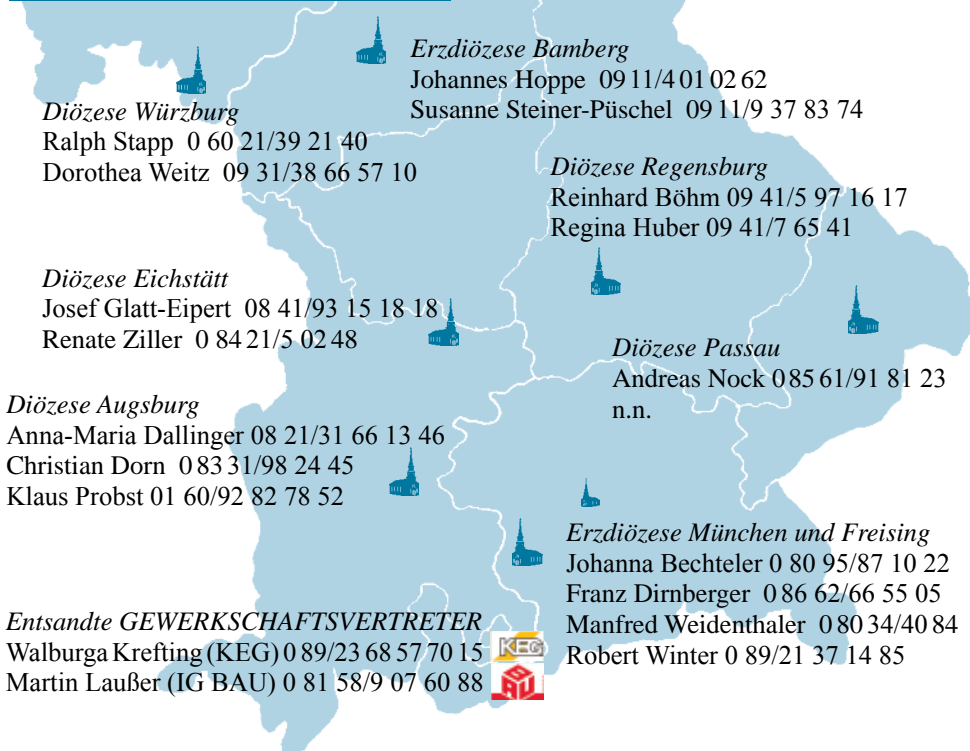 Erzdiözese Bamberg
Johannes Hoppe 09 11/4 01 02 62
Susanne Steiner-Püschel 09 11/9 37 83 74
Diözese Würzburg
Ralph Stapp 0 60 21/39 21 40
Dorothea Weitz 09 31/38 66 57 10
Diözese Regensburg
Reinhard Böhm 09 41/5 97 16 17
Regina Huber 09 41/7 65 41
Diözese Eichstätt
Josef Glatt-Eipert 08 41/93 15 18 18
Renate Ziller 0 84 21/5 02 48
Diözese Passau
Andreas Nock 0 85 61/91 81 23
n.n.
Diözese Augsburg
Anna-Maria Dallinger 08 21/31 66 13 46
Christian Dorn 0 83 31/98 24 45
Klaus Probst 01 60/92 82 78 52
Erzdiözese München und Freising
Johanna Bechteler 0 80 95/87 10 22
Franz Dirnberger 0 86 62/66 55 05
Manfred Weidenthaler 0 80 34/40 84
Robert Winter 0 89/21 37 14 85
Entsandte GEWERKSCHAFTSVERTRETER
Walburga Krefting (KEG) 0 89/23 68 57 70 15
KEG
Martin Laußer (IG BAU) 0 81 58/9 07 60 88
BAU